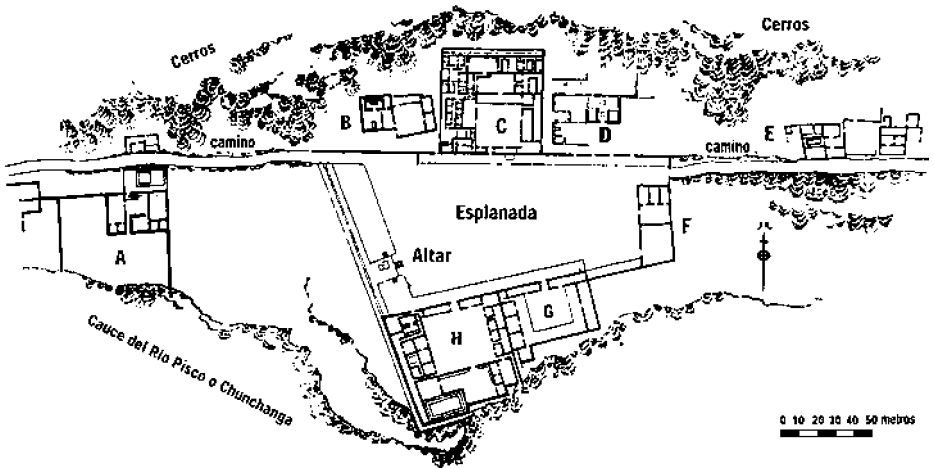 Cerros
Cerros
B
C
D
E
camino
camino
Esplanada
F
A
Altar
G
H
Cauce del Río Pisco o Chunchanga
0 10 20 30 40 50 metros